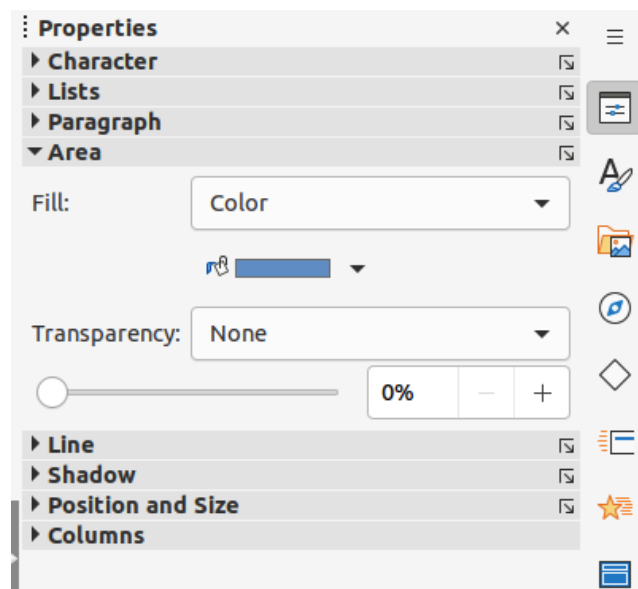 Properties
Character
Lists
Paragraph
Area
Fill: Color
Transparency: None
0%
Line
Shadow
Position and Size
Columns